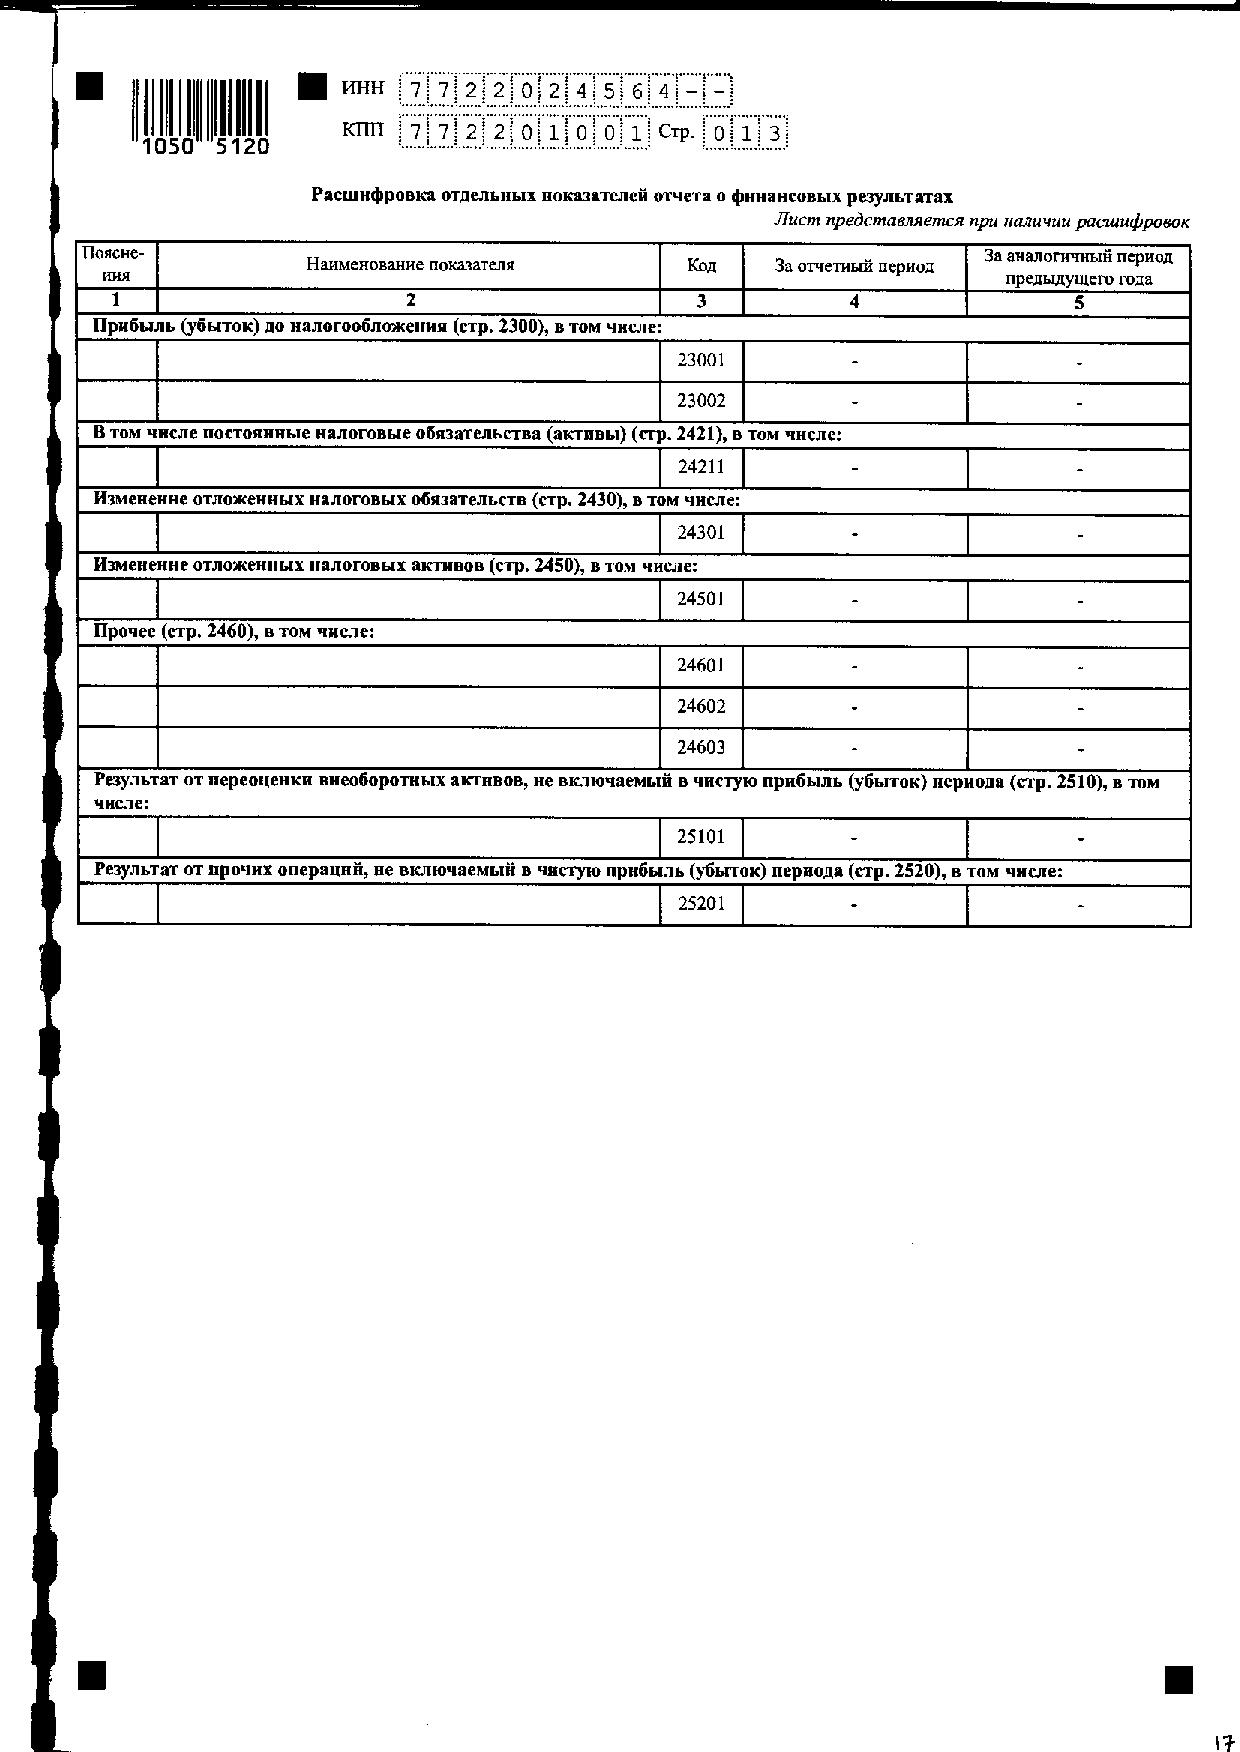 ИНН 7722024564--
КПП 772201001 Стр. 013
1050 5120
Расшифровка отдельных показателей отчета о финансовых результатах
Лист представляется при наличии расшифровок
Поясне-
ния
Наименование показателя
Код
За отчетный период
За аналогичный период
предыдущего года
1 2 3 4 5
Прибыль (убыток) до налогообложения (стр. 2300), в том числе:
23001 - -
23002 - -
В том числе постоянные налоговые обязательства (активы) (стр. 2421), в том числе:
24211 - -
Изменение отложенных налоговых обязательств (стр. 2430), в том числе:
24301 - -
Изменение отложенных налоговых активов (стр. 2450), в том числе:
24501 - -
Прочее (стр. 2460), в том числе:
24601 - -
24602 - -
24603 - -
Результат от переоценки внеоборотных активов, не включаемый в чистую прибыль (убыток) периода (стр. 2510), в том
числе:
25101 - -
Результат от прочих операций, не включаемый в чистую прибыль (убыток) периода (стр. 2520), в том числе:
25201 - -
17